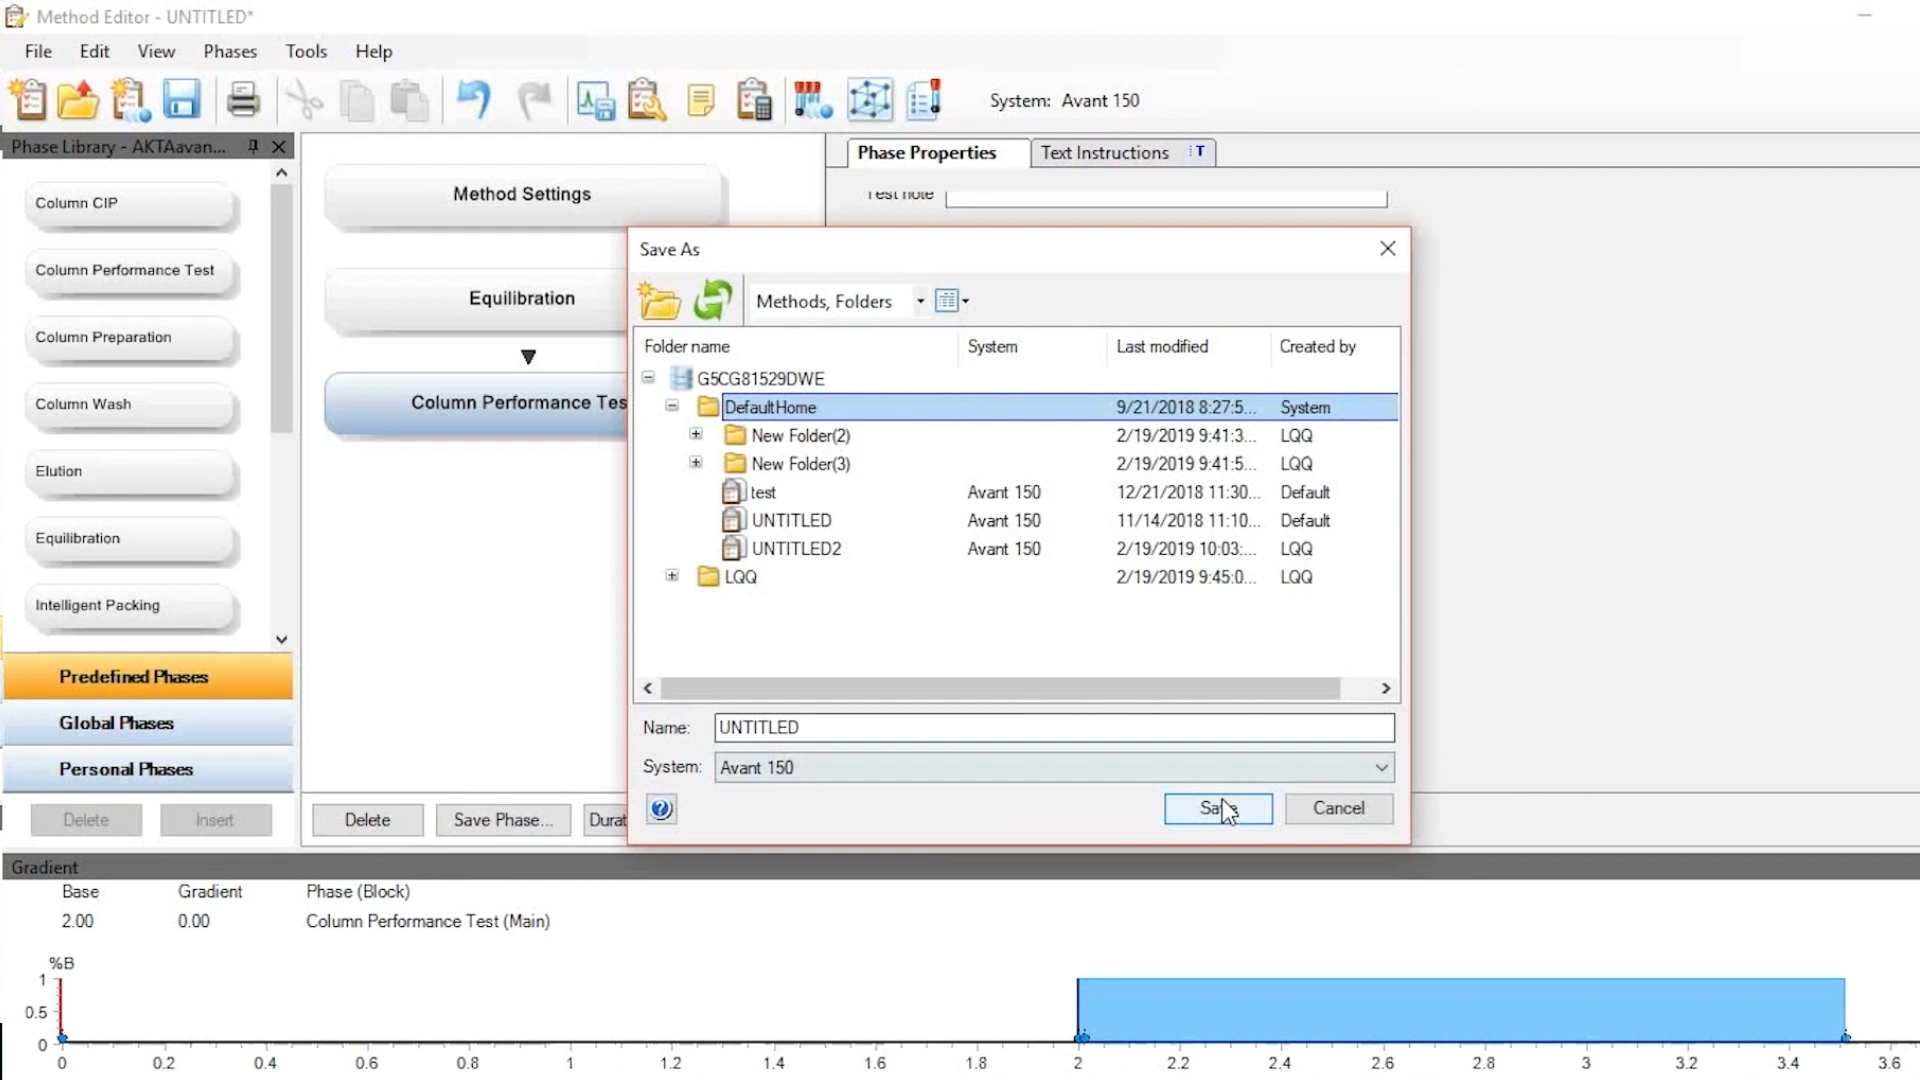 Method Editor - UNTITLED*
File Edit View Phases Tools Help
System: Avant 150
Phase Library - AKTAavan...
Column CIP
Column Performance Test
Column Preparation
Column Wash
Elution
Equilibration
Intelligent Packing
Predefined Phases
Global Phases
Personal Phases
Delete Insert
Method Settings
Equilibration
Column Performance Tes
Delete Save Phase... Durat
Phase Properties Text Instructions T
Test note
Save As
Methods, Folders
Folder name System Last modified Created by
G5CG81529DWE
DefaultHome 9/21/2018 8:27:5... System
New Folder(2) 2/19/2019 9:41:3... LQQ
New Folder(3) 2/19/2019 9:41:5... LQQ
test Avant 150 12/21/2018 11:30... Default
UNTITLED Avant 150 11/14/2018 11:10... Default
UNTITLED2 Avant 150 2/19/2019 10:03:... LQQ
LQQ 2/19/2019 9:45:0... LQQ
Name: UNTITLED
System: Avant 150
Save Cancel
Gradient
Base Gradient Phase (Block)
2.00 0.00 Column Performance Test (Main)
%B
1
0.5
0
0 0.2 0.4 0.6 0.8 1 1.2 1.4 1.6 1.8 2 2.2 2.4 2.6 2.8 3 3.2 3.4 3.6